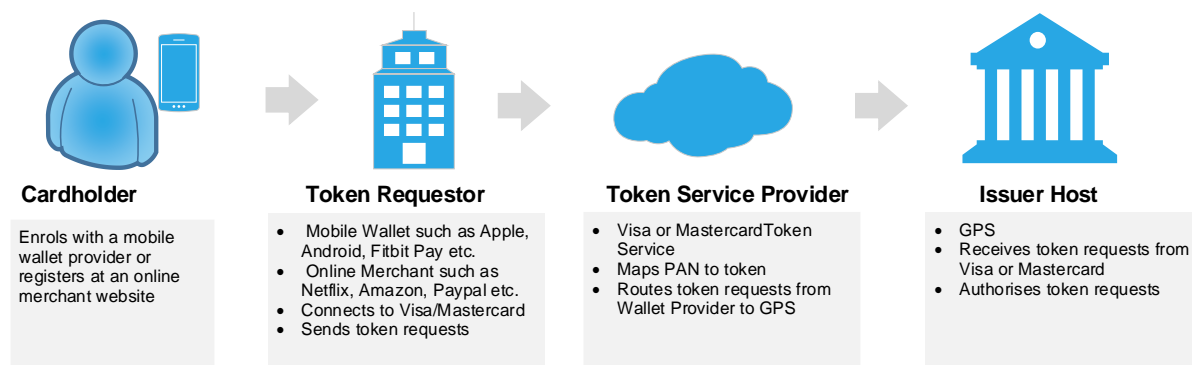 Cardholder
Enrols with a mobile
wallet provider or
registers at an online
merchant website
Token Requestor
• Mobile Wallet such as Apple,
Android, Fitbit Pay etc.
• Online Merchant such as
Netflix, Amazon, Paypal etc.
• Connects to Visa/Mastercard
• Sends token requests
Token Service Provider
• Visa or MastercardToken
Service
• Maps PAN to token
• Routes token requests from
Wallet Provider to GPS
Issuer Host
• GPS
• Receives token requests from
Visa or Mastercard
• Authorises token requests